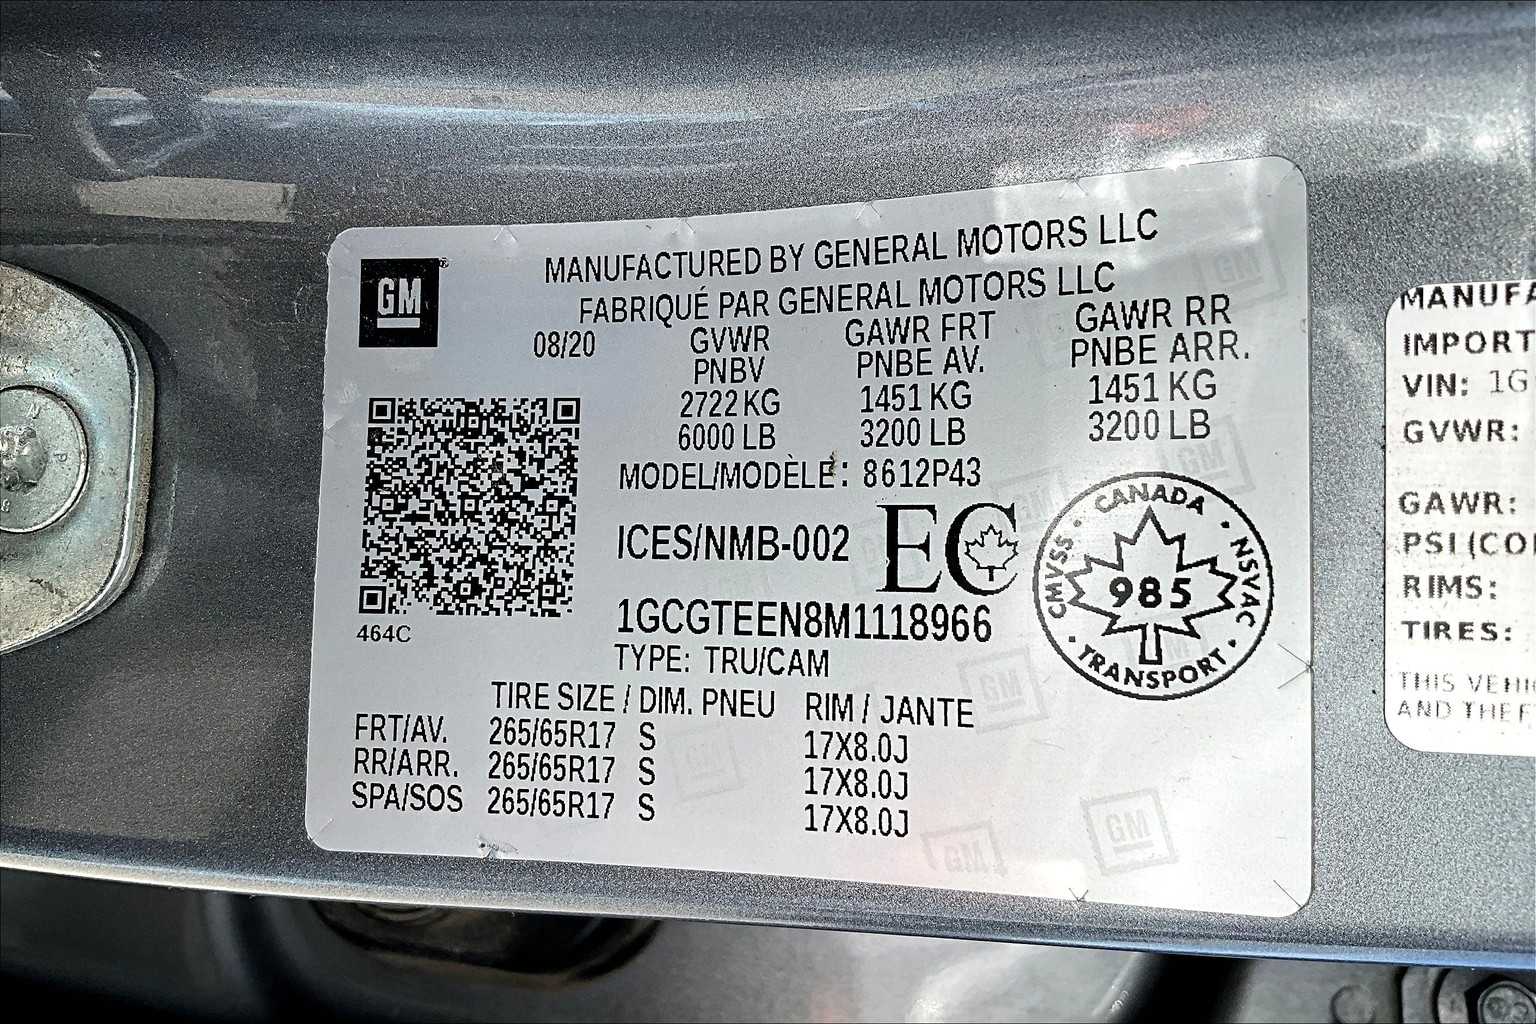 GM
MANUFACTURED BY GENERAL MOTORS LLC
FABRIQUÉ PAR GENERAL MOTORS LLC
08/20 GVWR GAWR FRT GAWR RR
PNBV PNBE AV. PNBE ARR.
2722 KG 1451 KG 1451 KG
6000 LB 3200 LB 3200 LB
MODEL/MODÈLE: 8612P43
ICES/NMB-002 EC
CANADA
CMVSS · NSVAC
985
TRANSPORT
464C
1GCGTEEN8M1118966
TYPE: TRU/CAM
TIRE SIZE / DIM. PNEU RIM / JANTE
FRT/AV. 265/65R17 S 17X8.0J
RR/ARR. 265/65R17 S 17X8.0J
SPA/SOS 265/65R17 S 17X8.0J
MANUFA
IMPORT
VIN: 1G
GVWR:
GAWR:
PSI (CO
RIMS:
TIRES:
THIS VEHI
AND THEF